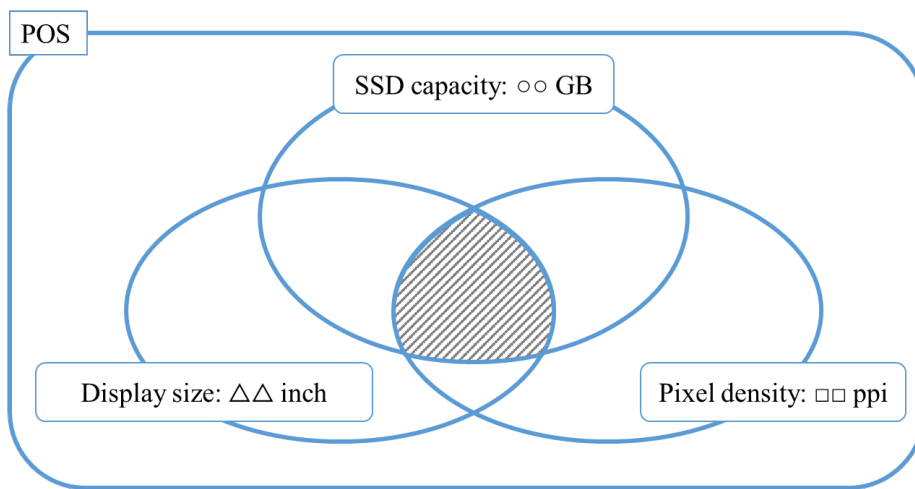 POS
SSD capacity: ○○ GB
Display size: △△ inch
Pixel density: □□ ppi